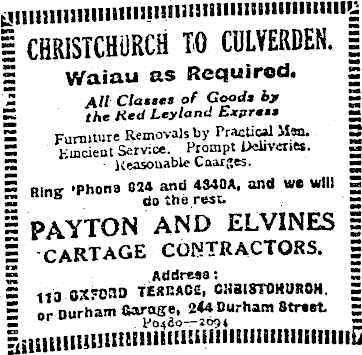 CHRISTCHURCH TO CULVERDEN.
Waiau as Required.
All Classes of Goods by
the Red Leyland Express
Furniture Removals by Practical Men.
Efficient Service. Prompt Deliveries.
Reasonable Charges.
Ring 'Phone 624 and 4340A, and we will
do the rest.
PAYTON AND ELVINES
CARTAGE CONTRACTORS.
Address:
113 OXFORD TERRACE, CHRISTCHURCH,
or Durham Garage, 244 Durham Street.
P0480—2694